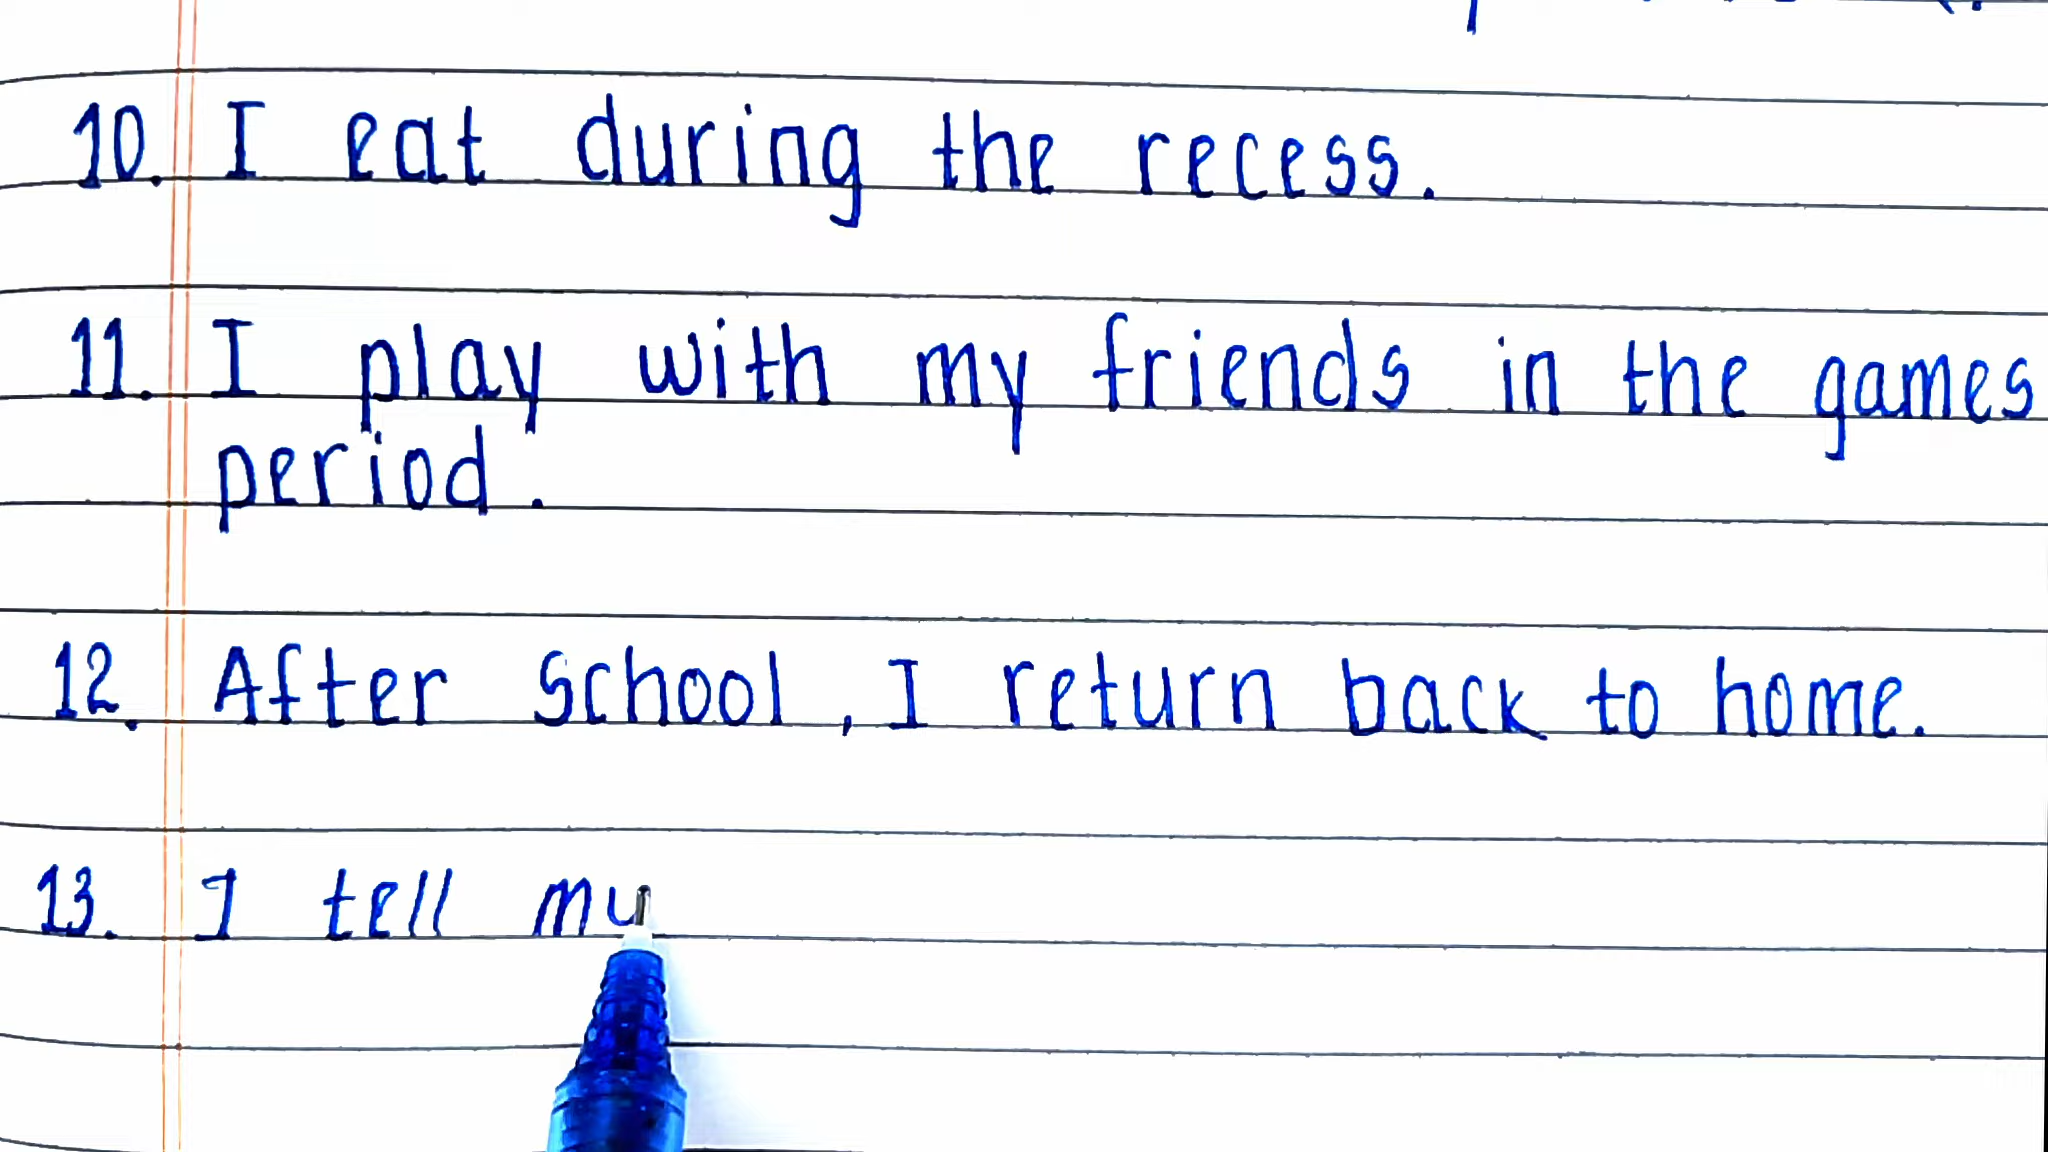 10. I eat during the recess.
11. I play with my friends in the games
period.
12. After school, I return back to home.
13. I tell